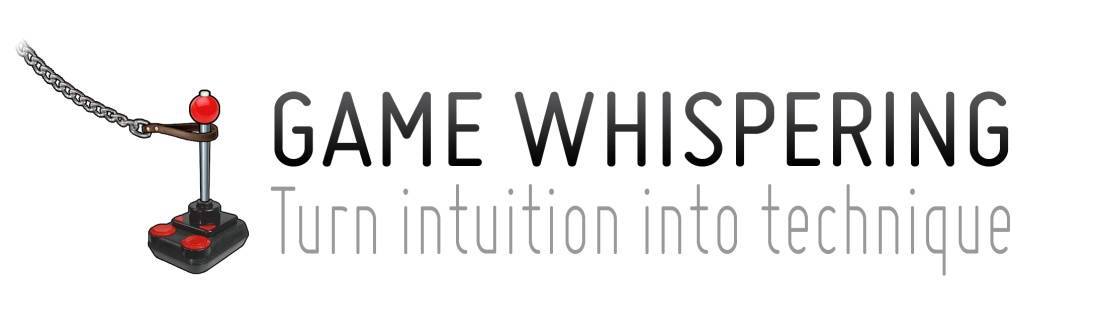 GAME WHISPERING
Turn intuition into technique